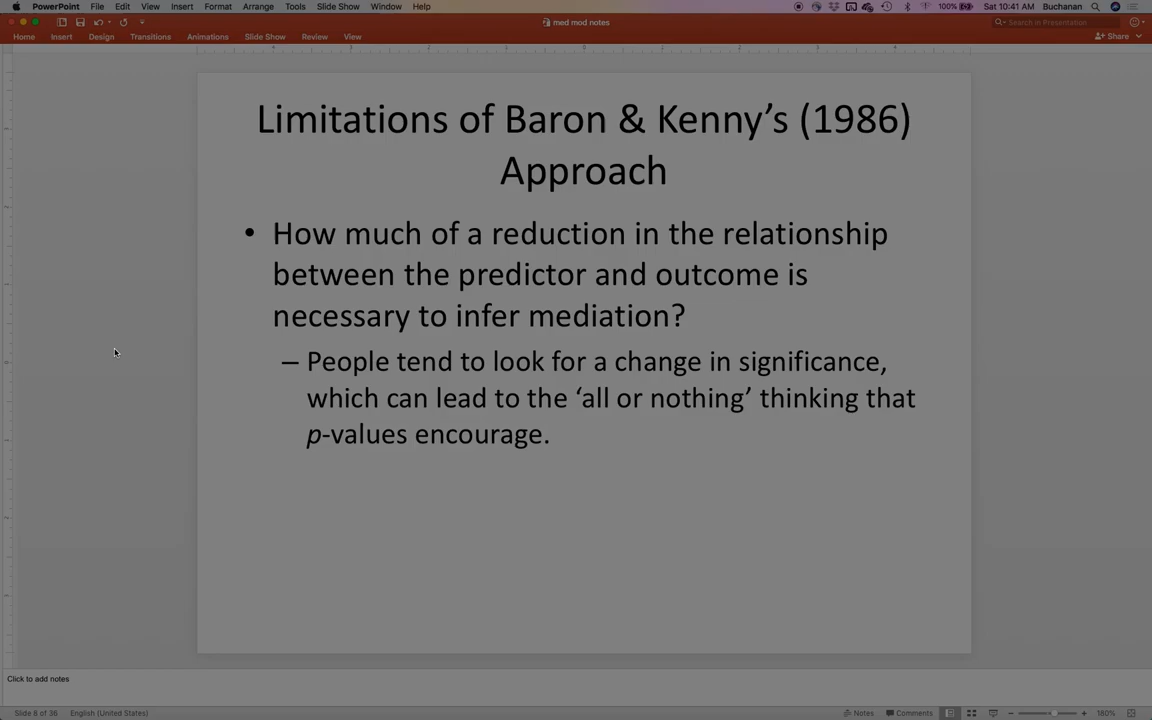 PowerPoint File Edit View Insert Format Arrange Tools Slide Show Window Help 100% Sat 10:41 AM Buchanan
med mod notes
Search in Presentation
Home Insert Design Transitions Animations Slide Show Review View Share
Limitations of Baron & Kenny’s (1986)
Approach
• How much of a reduction in the relationship
between the predictor and outcome is
necessary to infer mediation?
– People tend to look for a change in significance,
which can lead to the ‘all or nothing’ thinking that
p-values encourage.
Click to add notes
Slide 8 of 36 English (United States) Notes Comments 180%